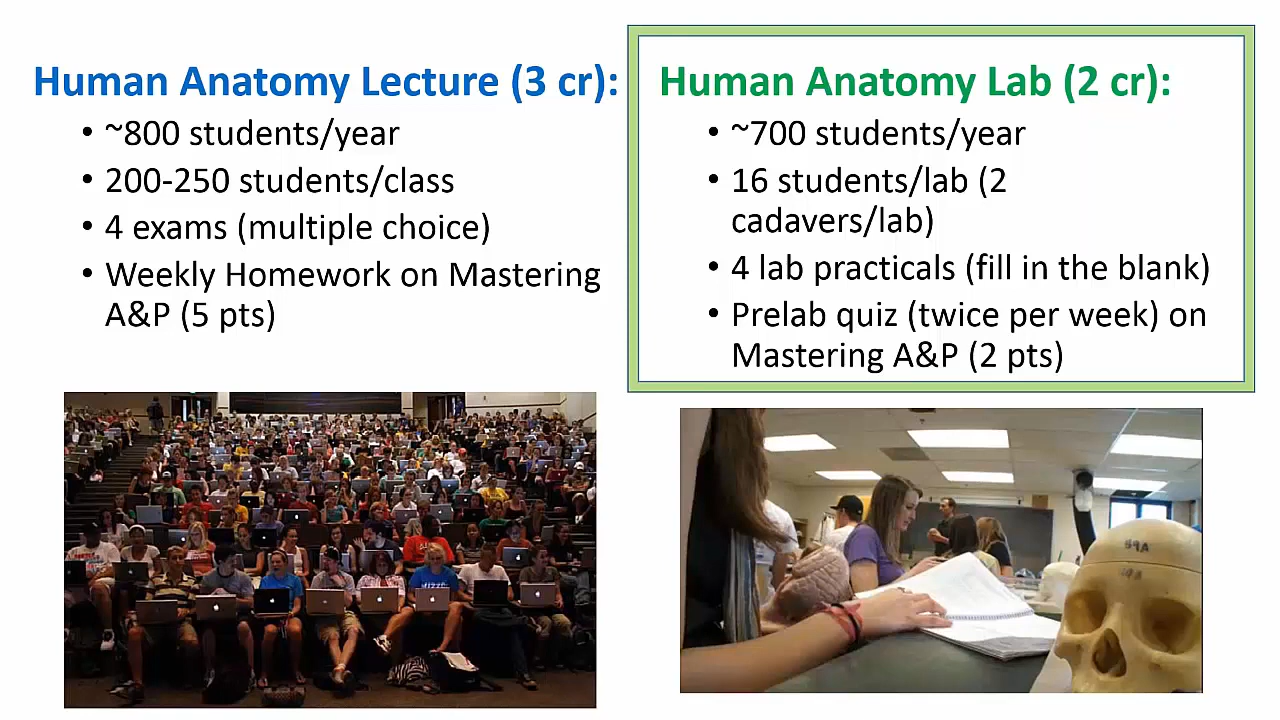 Human Anatomy Lecture (3 cr):
• ~800 students/year
• 200-250 students/class
• 4 exams (multiple choice)
• Weekly Homework on Mastering
A&P (5 pts)
Human Anatomy Lab (2 cr):
• ~700 students/year
• 16 students/lab (2
cadavers/lab)
• 4 lab practicals (fill in the blank)
• Prelab quiz (twice per week) on
Mastering A&P (2 pts)
59A